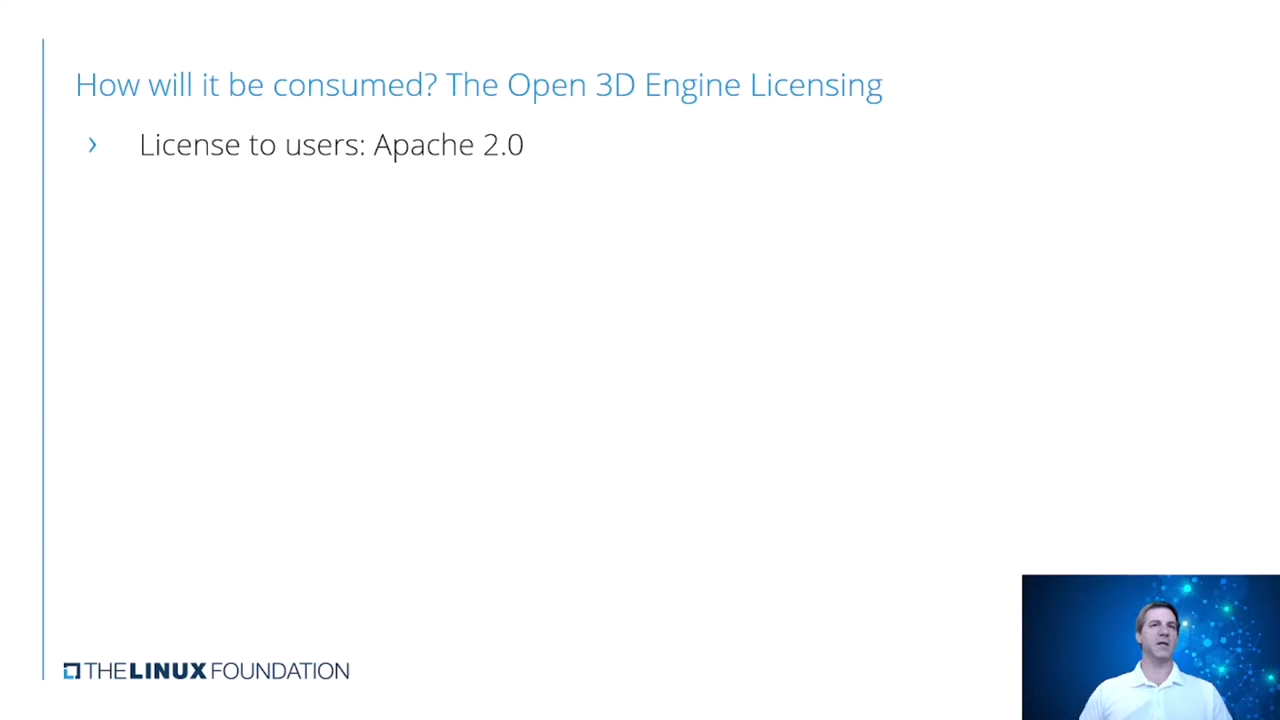 How will it be consumed? The Open 3D Engine Licensing
› License to users: Apache 2.0
THE LINUX FOUNDATION